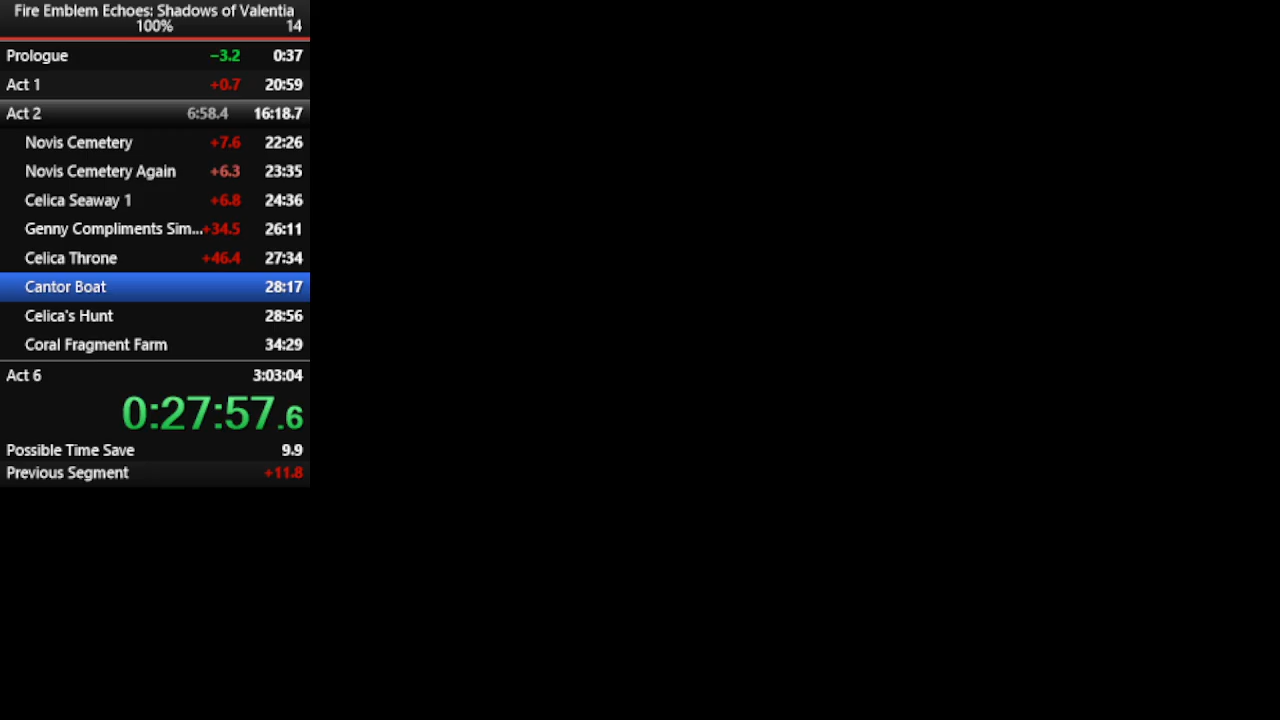 Fire Emblem Echoes: Shadows of Valentia
100% 14
Prologue −3.2 0:37
Act 1 +0.7 20:59
Act 2 6:58.4 16:18.7
Novis Cemetery +7.6 22:26
Novis Cemetery Again +6.3 23:35
Celica Seaway 1 +6.8 24:36
Genny Compliments Sim... +34.5 26:11
Celica Throne +46.4 27:34
Cantor Boat 28:17
Celica's Hunt 28:56
Coral Fragment Farm 34:29
Act 6 3:03:04
0:27:57.6
Possible Time Save 9.9
Previous Segment +11.8